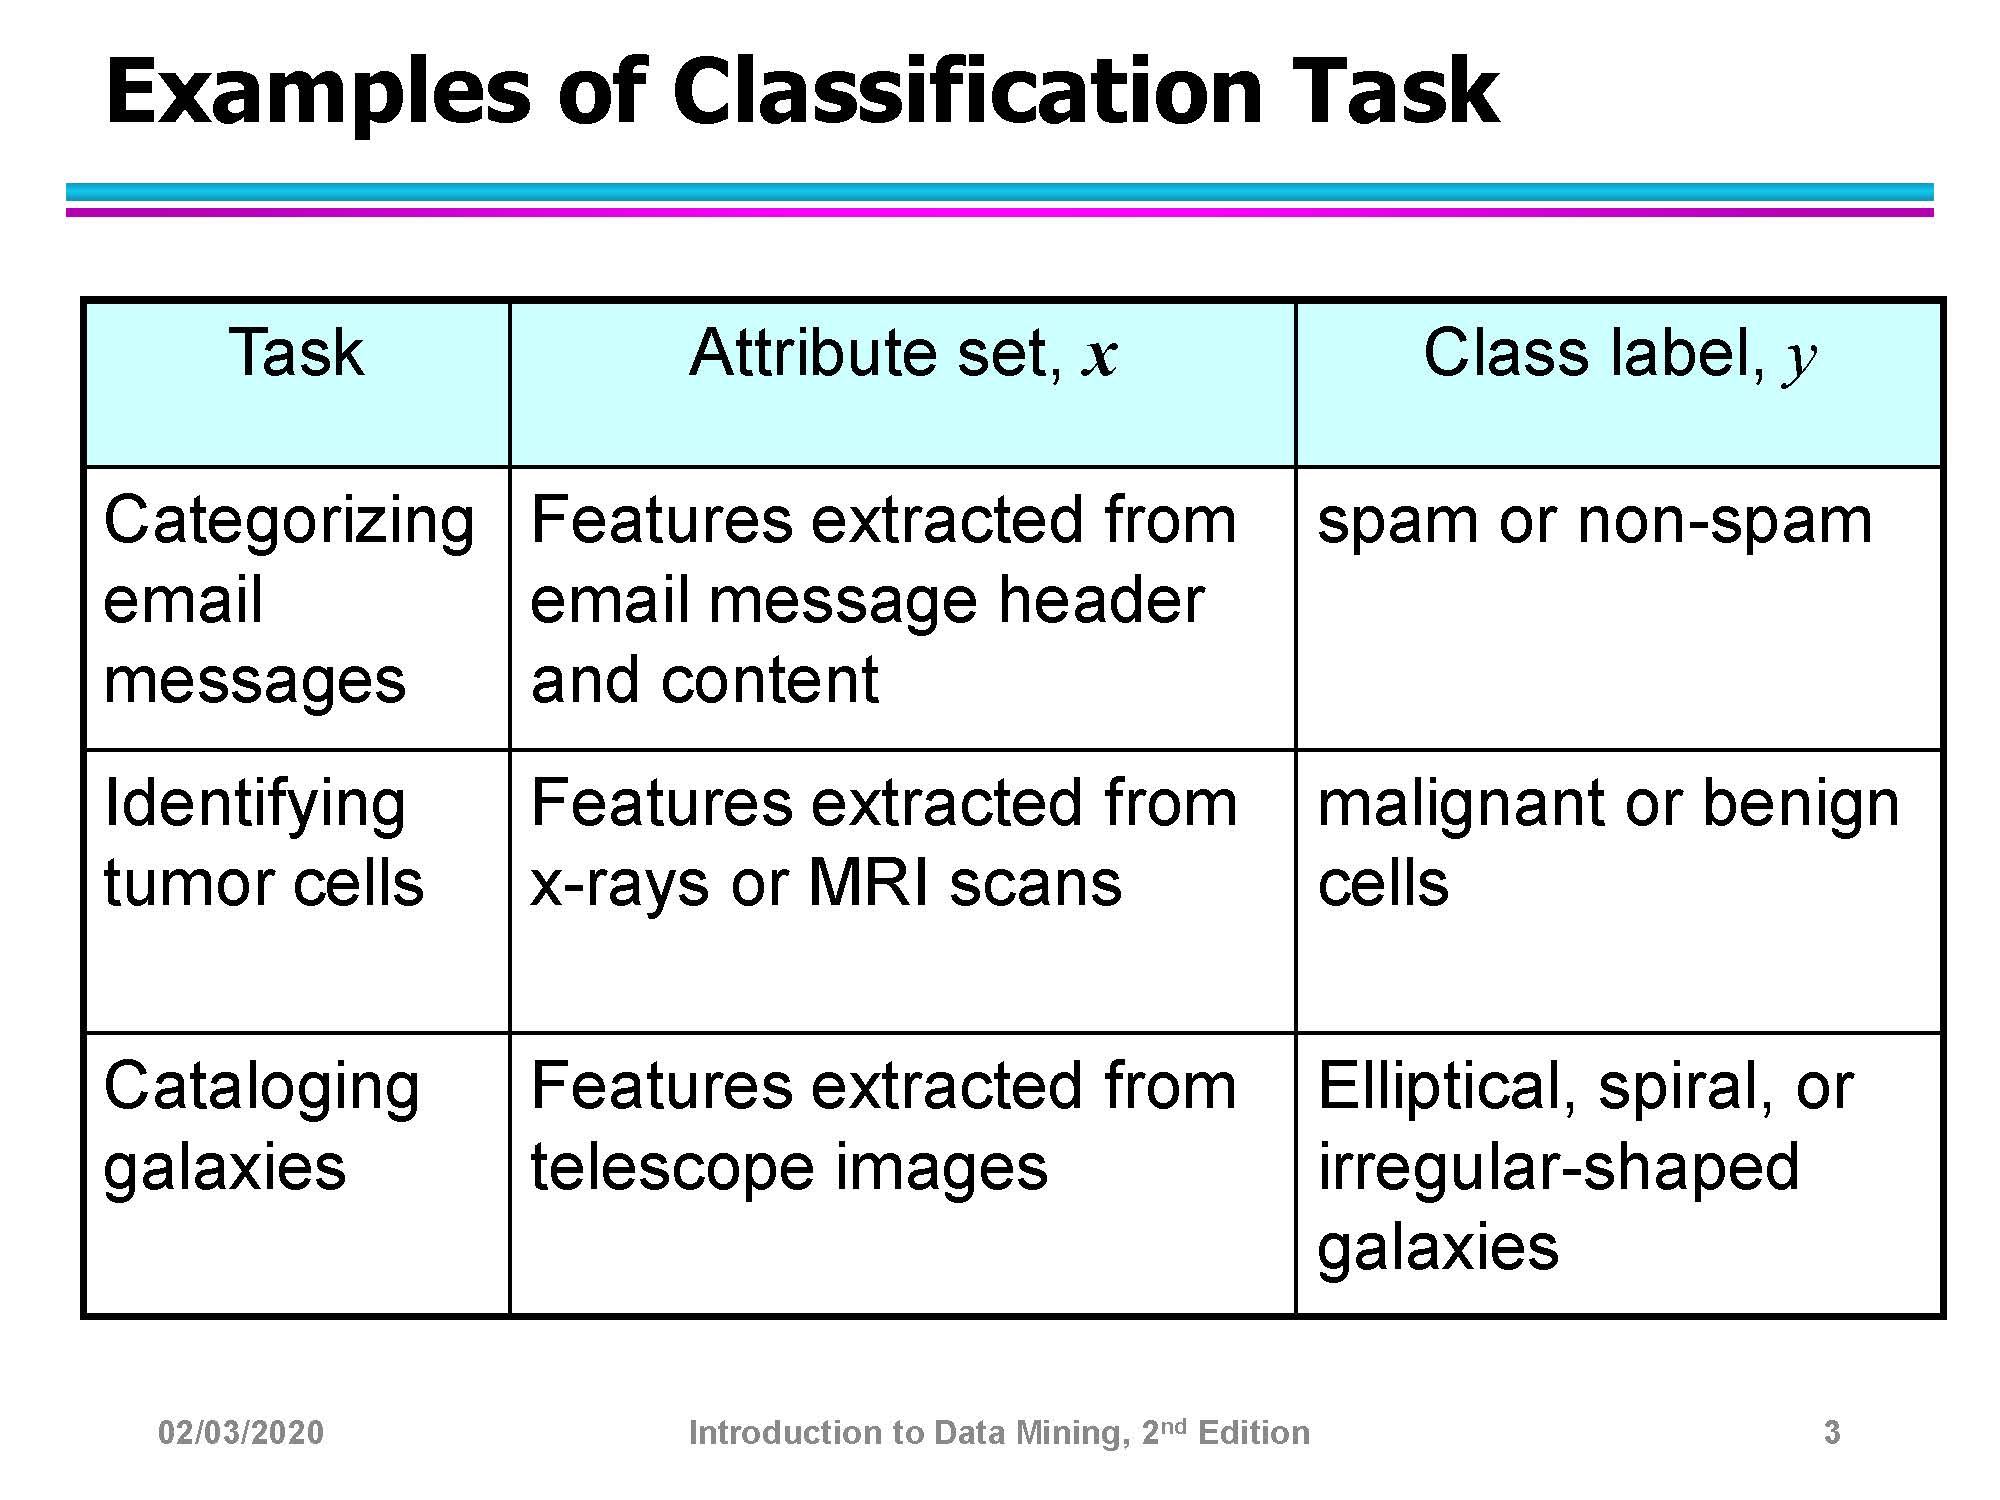 Examples of Classification Task
Task
Attribute set, x
Class label, y
Categorizing
email
messages
Features extracted from
email message header
and content
spam or non-spam
Identifying
tumor cells
Features extracted from
x-rays or MRI scans
malignant or benign
cells
Cataloging
galaxies
Features extracted from
telescope images
Elliptical, spiral, or
irregular-shaped
galaxies
02/03/2020
Introduction to Data Mining, 2nd Edition
3